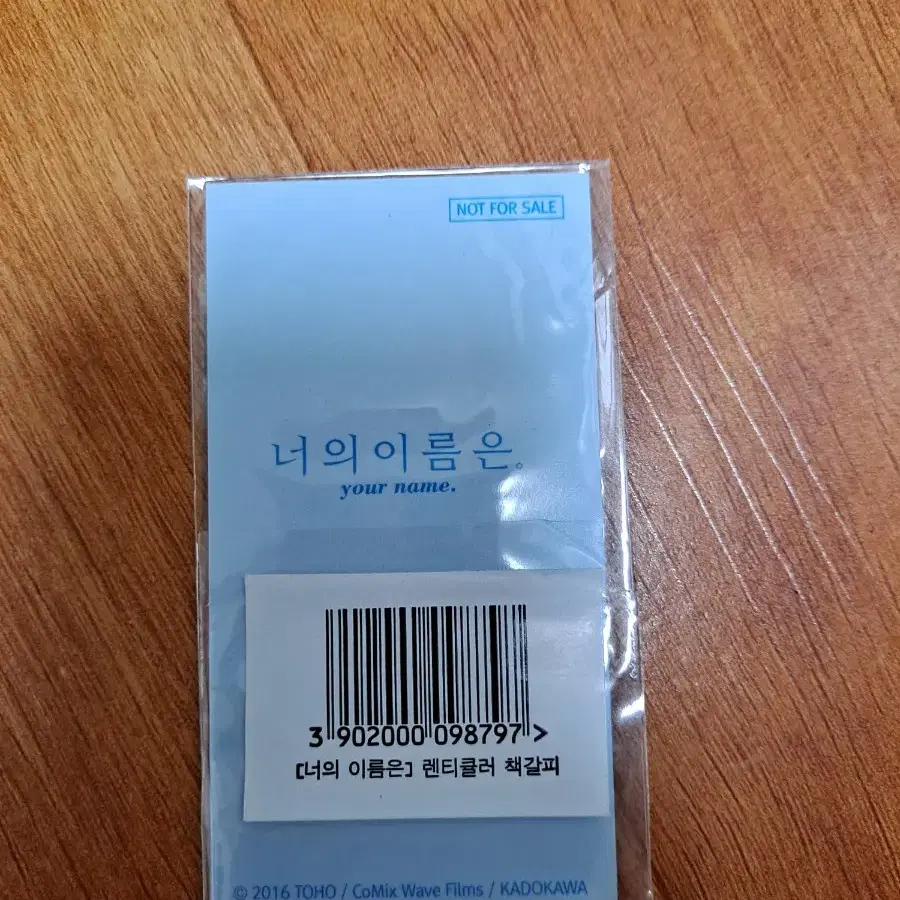 NOT FOR SALE
너의 이름은。
your name.
3 902000 098797 >
[너의 이름은] 렌티큘러 책갈피
© 2016 TOHO / CoMix Wave Films / KADOKAWA